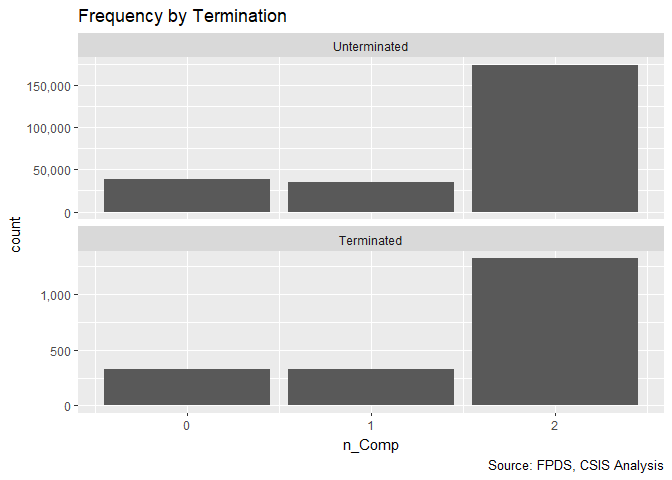 Frequency by Termination
Unterminated
150,000
100,000
50,000
0
count
Terminated
1,000
500
0
0 1 2
n_Comp
Source: FPDS, CSIS Analysis